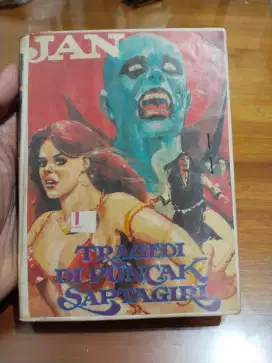 JAN
TRAGEDI
DI PUNCAK
SAPTAGIRI